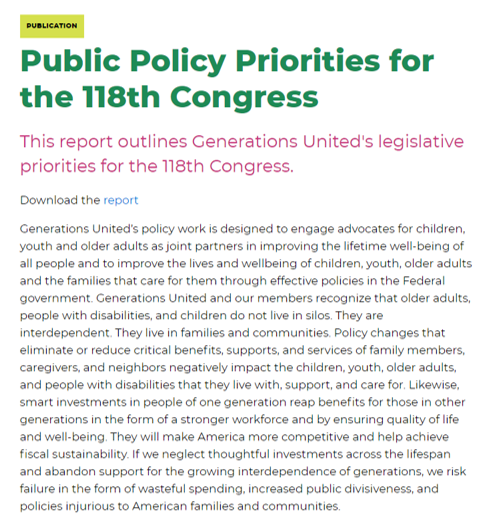 PUBLICATION
Public Policy Priorities for
the 118th Congress
This report outlines Generations United's legislative
priorities for the 118th Congress.
Download the report
Generations United's policy work is designed to engage advocates for children,
youth and older adults as joint partners in improving the lifetime well-being of
all people and to improve the lives and wellbeing of children, youth, older adults
and the families that care for them through effective policies in the Federal
government. Generations United and our members recognize that older adults,
people with disabilities, and children do not live in silos. They are
interdependent. They live in families and communities. Policy changes that
eliminate or reduce critical benefits, supports, and services of family members,
caregivers, and neighbors negatively impact the children, youth, older adults,
and people with disabilities that they live with, support, and care for. Likewise,
smart investments in people of one generation reap benefits for those in other
generations in the form of a stronger workforce and by ensuring quality of life
and well-being. They will make America more competitive and help achieve
fiscal sustainability. If we neglect thoughtful investments across the lifespan
and abandon support for the growing interdependence of generations, we risk
failure in the form of wasteful spending, increased public divisiveness, and
policies injurious to American families and communities.